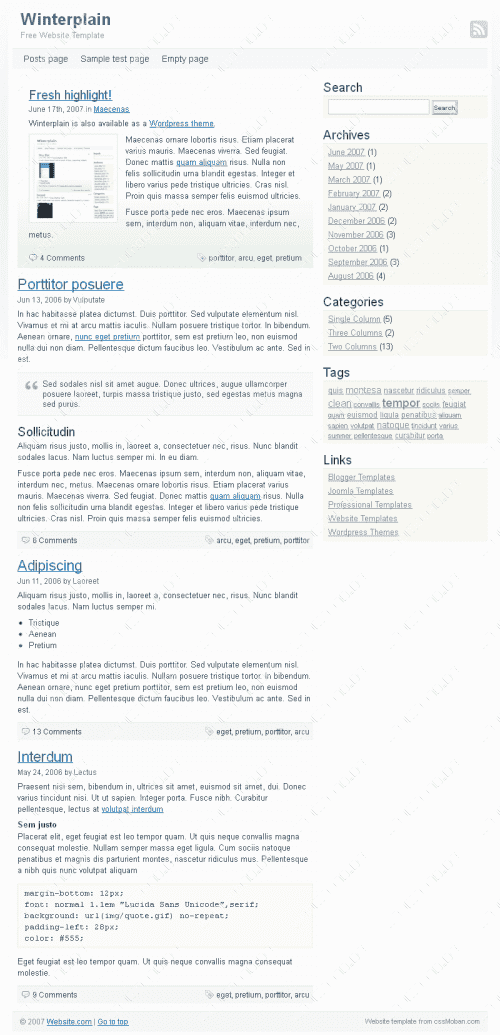 Winterplain
Free Website Template
Posts page Sample test page Empty page
Fresh highlight!
June 17th, 2007 in Maecenas
Winterplain is also available as a Wordpress theme.
Maecenas ornare lobortis risus. Etiam placerat
varius mauris. Maecenas viverra. Sed feugiat.
Donec mattis quam aliquam risus. Nulla non
felis sollicitudin urna blandit egestas. Integer et
libero varius pede tristique ultricies. Cras nisl.
Proin quis massa semper felis euismod ultricies.
Fusce porta pede nec eros. Maecenas ipsum
sem, interdum non, aliquam vitae, interdum nec,
metus.
4 Comments porttitor, arcu, eget, pretium
Porttitor posuere
Jun 13, 2006 by Vulputate
In hac habitasse platea dictumst. Duis porttitor. Sed vulputate elementum nisl.
Vivamus et mi at arcu mattis iaculis. Nullam posuere tristique tortor. In bibendum.
Aenean ornare, nunc eget pretium porttitor, sem est pretium leo, non euismod
nulla dui non diam. Pellentesque dictum faucibus leo. Vestibulum ac ante. Sed in
est.
Sed sodales nisl sit amet augue. Donec ultrices, augue ullamcorper
posuere laoreet, turpis massa tristique justo, sed egestas metus magna
sed purus.
Sollicitudin
Aliquam risus justo, mollis in, laoreet a, consectetuer nec, risus. Nunc blandit
sodales lacus. Nam luctus semper mi. In eu diam.
Fusce porta pede nec eros. Maecenas ipsum sem, interdum non, aliquam vitae,
interdum nec, metus. Maecenas ornare lobortis risus. Etiam placerat varius
mauris. Maecenas viverra. Sed feugiat. Donec mattis quam aliquam risus. Nulla
non felis sollicitudin urna blandit egestas. Integer et libero varius pede tristique
ultricies. Cras nisl. Proin quis massa semper felis euismod ultricies.
6 Comments arcu, eget, pretium, porttitor
Adipiscing
Jun 11, 2006 by Laoreet
Aliquam risus justo, mollis in, laoreet a, consectetuer nec, risus. Nunc blandit
sodales lacus. Nam luctus semper mi.
Tristique
Aenean
Pretium
In hac habitasse platea dictumst. Duis porttitor. Sed vulputate elementum nisl.
Vivamus et mi at arcu mattis iaculis. Nullam posuere tristique tortor. In bibendum.
Aenean ornare, nunc eget pretium porttitor, sem est pretium leo, non euismod
nulla dui non diam. Pellentesque dictum faucibus leo. Vestibulum ac ante. Sed in
est.
13 Comments eget, pretium, porttitor, arcu
Interdum
May 24, 2006 by Lectus
Praesent nisi sem, bibendum in, ultrices sit amet, euismod sit amet, dui. Donec
varius tincidunt nisi. Ut ut sapien. Integer porta. Fusce nibh. Curabitur
pellentesque, lectus at volutpat interdum
Sem justo
Placerat elit, eget feugiat leo tempor quam. Ut quis neque convallis magna
consequat molestie. Nullam semper massa eget ligula. Cum sociis natoque
penatibus et magnis dis parturient montes, nascetur ridiculus mus. Pellentesque
a nibh quis nunc volutpat aliquam
margin-bottom: 12px;
font: normal 1.1em "Lucida Sans Unicode",serif;
background: url(img/quote.gif) no-repeat;
padding-left: 28px;
color: #555;
Eget feugiat est leo tempor quam. Ut quis neque convallis magna consequat
molestie.
9 Comments eget, pretium, porttitor, arcu
Search
Search
Archives
June 2007 (1)
May 2007 (1)
March 2007 (1)
February 2007 (2)
January 2007 (2)
December 2006 (2)
November 2006 (3)
October 2006 (1)
September 2006 (3)
August 2006 (4)
Categories
Single Column (5)
Three Columns (2)
Two Columns (13)
Tags
quis montesa nascetur ridiculus semper
clean convallis tempor sociis feugiat
quam euismod ligula penatibus aliquam
sapien volutpat natoque tincidunt varius
summer pellentesque curabitur porta
Links
Blogger Templates
Joomla Templates
Professional Templates
Website Templates
Wordpress Themes
© 2007 Website.com | Go to top Website template from cssMoban.com